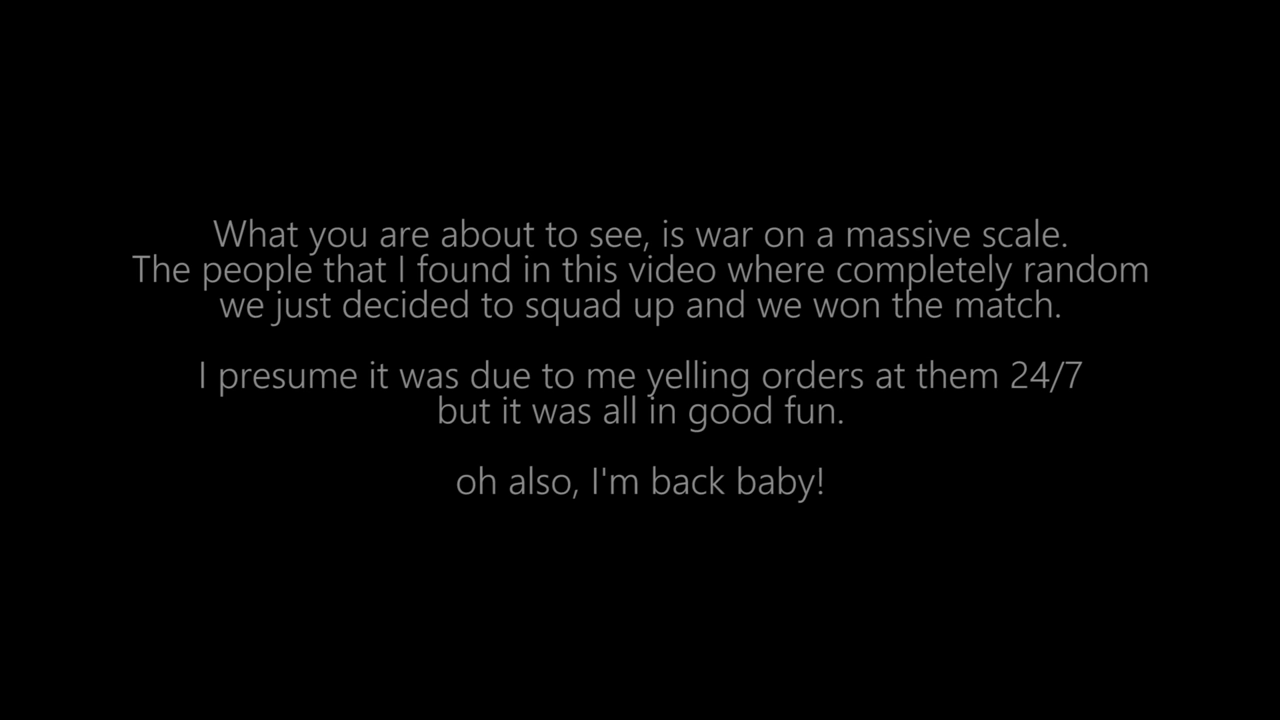 What you are about to see, is war on a massive scale.
The people that I found in this video where completely random
we just decided to squad up and we won the match.
I presume it was due to me yelling orders at them 24/7
but it was all in good fun.
oh also, I'm back baby!